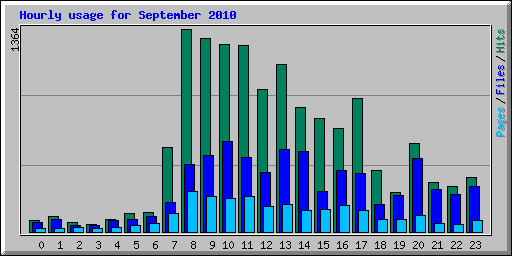 Hourly usage for September 2010
1364
Pages / Files / Hits
0 1 2 3 4 5 6 7 8 9 10 11 12 13 14 15 16 17 18 19 20 21 22 23